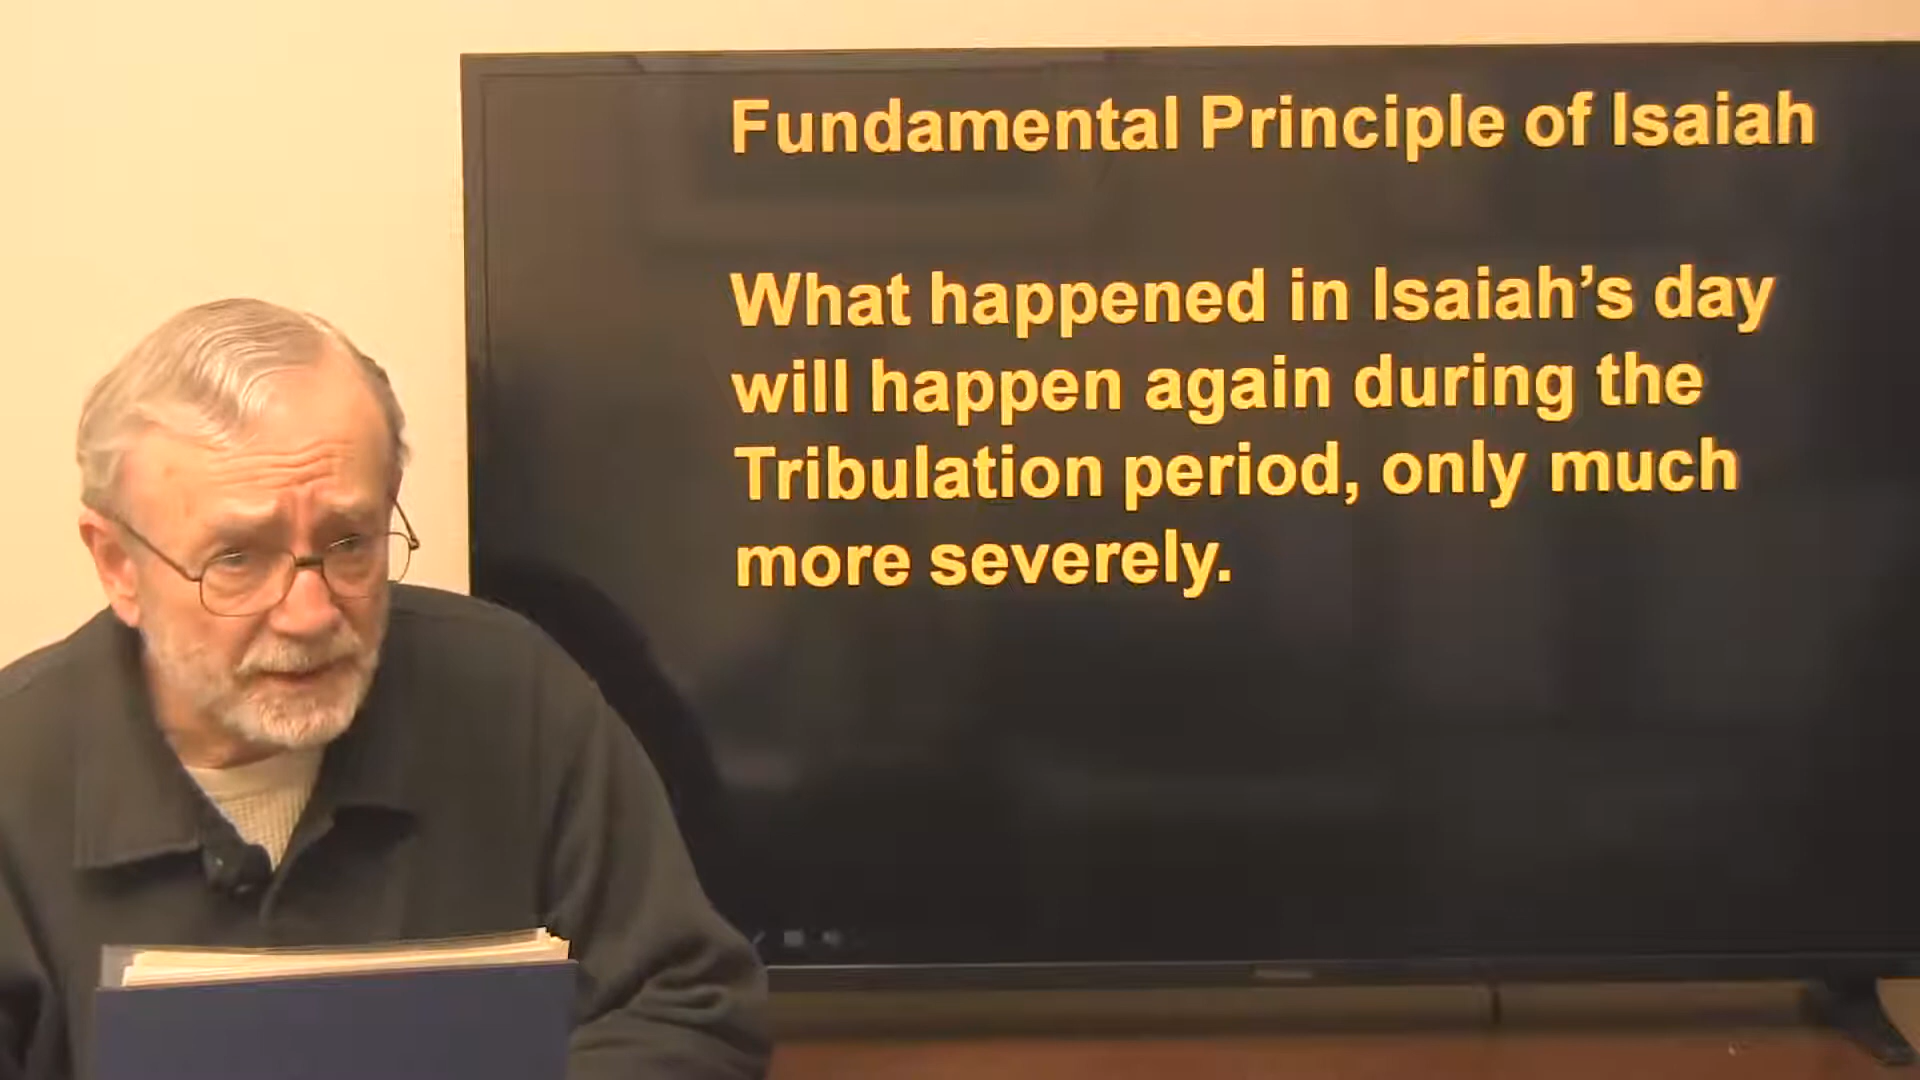 Fundamental Principle of Isaiah
What happened in Isaiah’s day
will happen again during the
Tribulation period, only much
more severely.